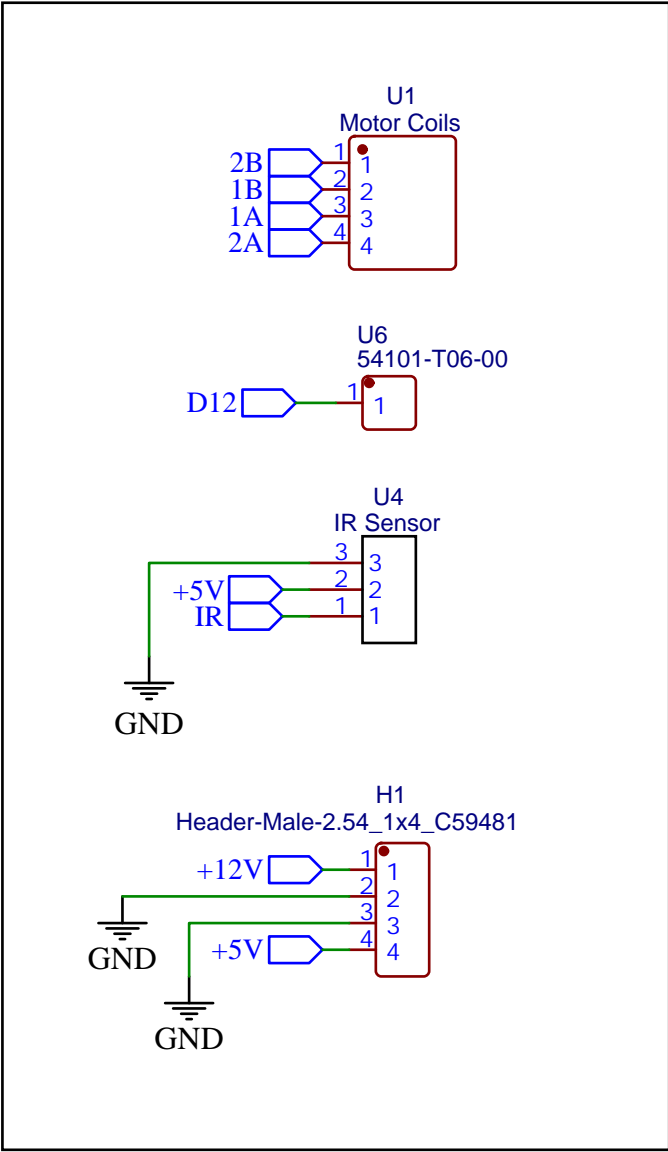 U1
Motor Coils
2B 1 1
1B 2 2
1A 3 3
2A 4 4
U6
54101-T06-00
D12 1 1
U4
IR Sensor
3 3
+5V 2 2
IR 1 1
GND
H1
Header-Male-2.54_1x4_C59481
+12V 1 1
2 2
3 3
GND
+5V 4 4
GND